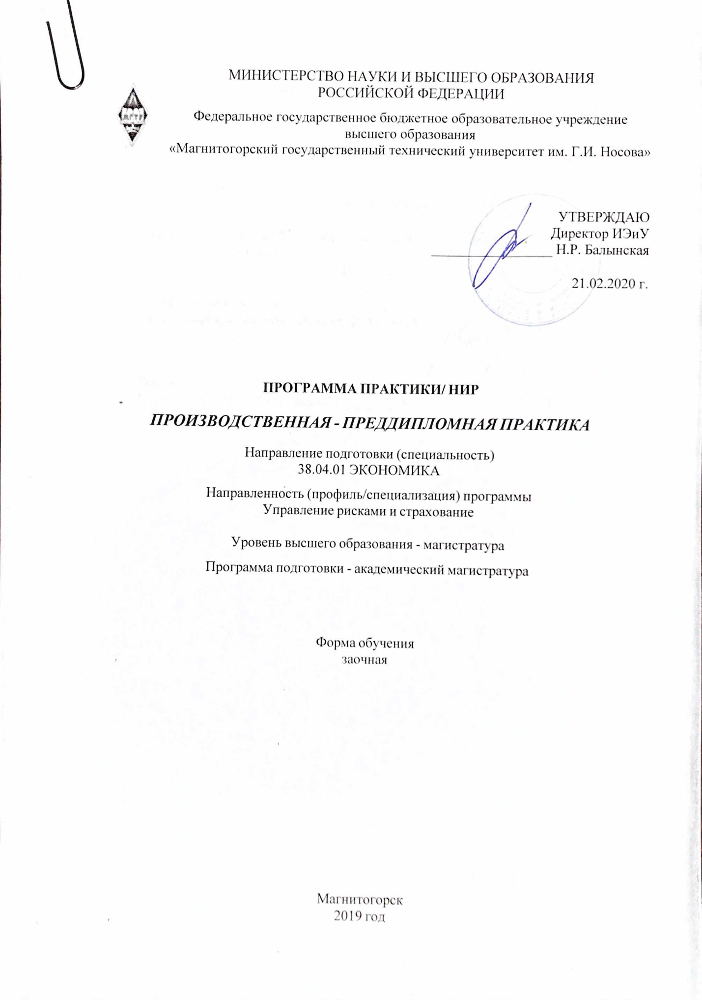 МИНИСТЕРСТВО НАУКИ И ВЫСШЕГО ОБРАЗОВАНИЯ
РОССИЙСКОЙ ФЕДЕРАЦИИ
МГТУ
Федеральное государственное бюджетное образовательное учреждение
высшего образования
«Магнитогорский государственный технический университет им. Г.И. Носова»
УТВЕРЖДАЮ
Директор ИЭиУ
Н.Р. Балынская
21.02.2020 г.
ПРОГРАММА ПРАКТИКИ/ НИР
ПРОИЗВОДСТВЕННАЯ - ПРЕДДИПЛОМНАЯ ПРАКТИКА
Направление подготовки (специальность)
38.04.01 ЭКОНОМИКА
Направленность (профиль/специализация) программы
Управление рисками и страхование
Уровень высшего образования - магистратура
Программа подготовки - академический магистратура
Форма обучения
заочная
Магнитогорск
2019 год